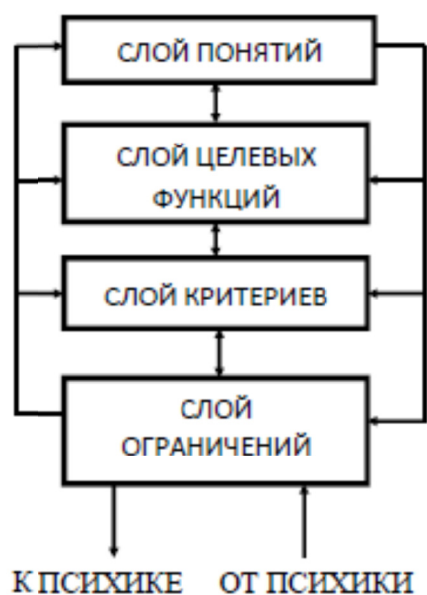 СЛОЙ ПОНЯТИЙ
СЛОЙ ЦЕЛЕВЫХ
ФУНКЦИЙ
СЛОЙ КРИТЕРИЕВ
СЛОЙ
ОГРАНИЧЕНИЙ
К ПСИХИКЕ ОТ ПСИХИКИ